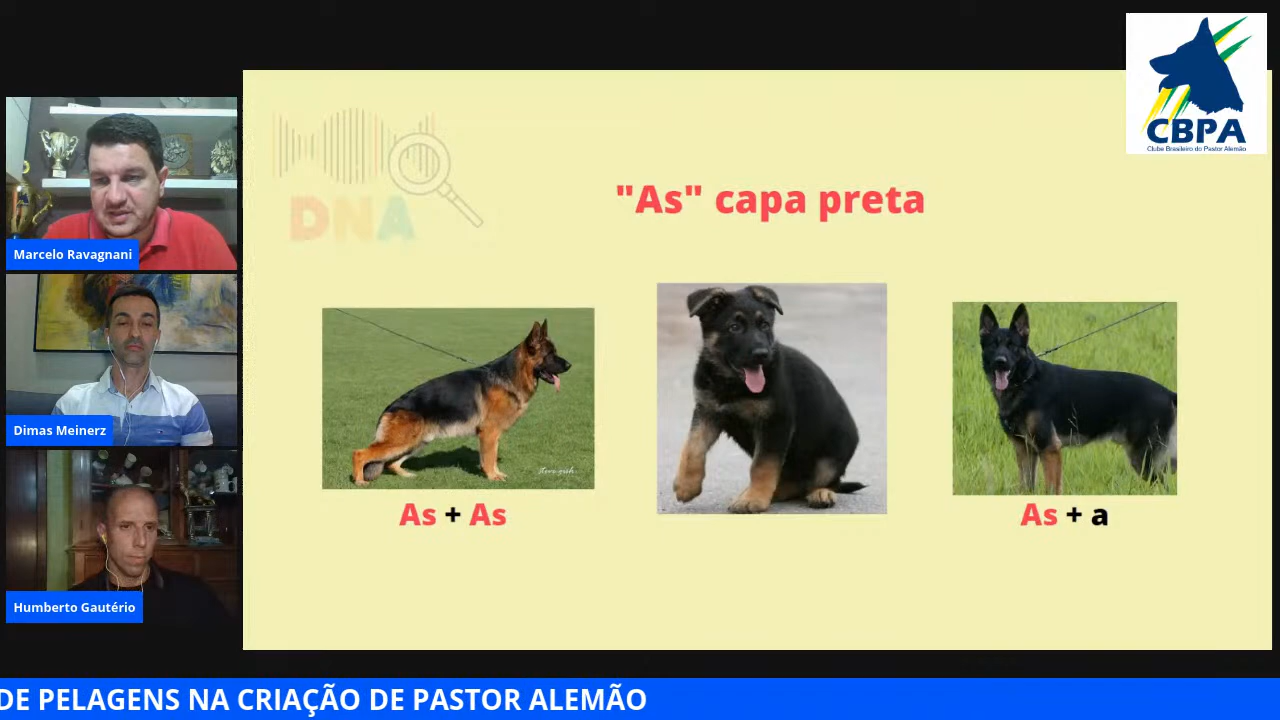 CBPA
Clube Brasileiro do Pastor Alemão
DNA
"As" capa preta
As + As
As + a
Marcelo Ravagnani
Dimas Meinerz
Humberto Gautério
DE PELAGENS NA CRIAÇÃO DE PASTOR ALEMÃO